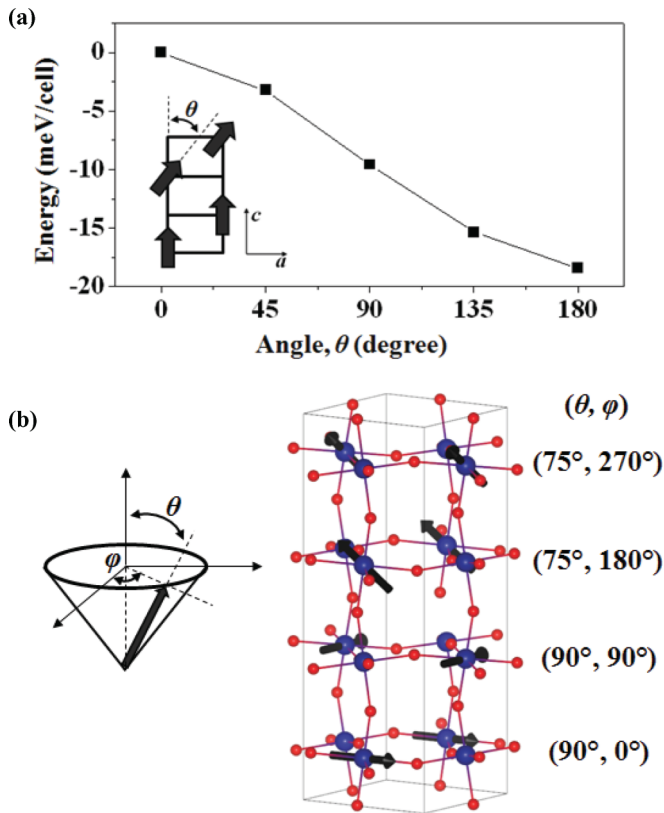 (a)
0
-5
-10
-15
-20
Energy (meV/cell)
θ
c
a
0 45 90 135 180
Angle, θ (degree)
(b)
θ
φ
(θ, φ)
(75°, 270°)
(75°, 180°)
(90°, 90°)
(90°, 0°)